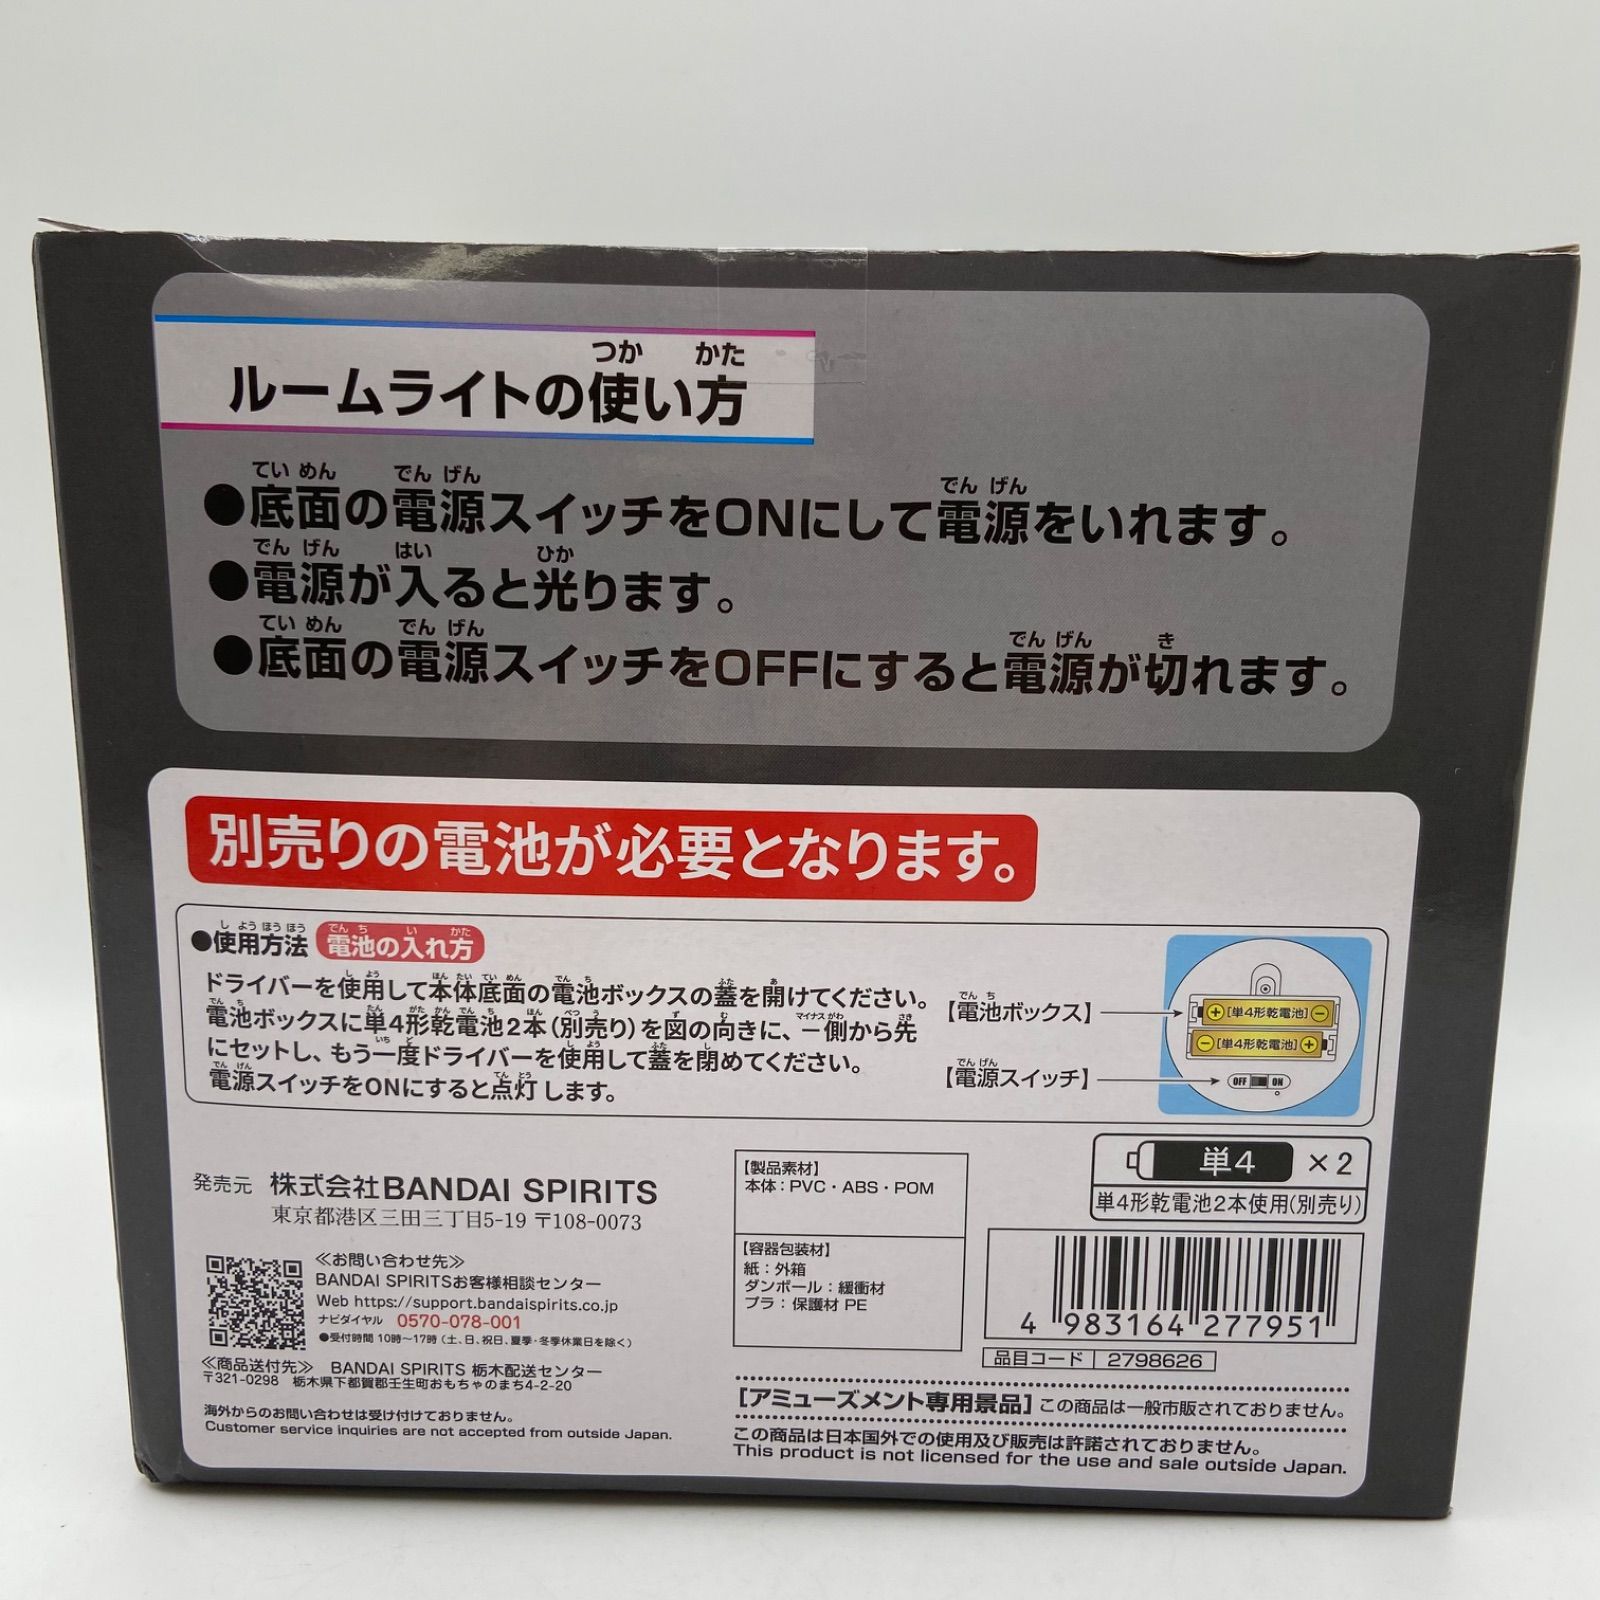 ルームライトの使い方
つか かた
●底面の電源スイッチをONにして電源をいれます。
てい めん でん げん でん げん
●電源が入ると光ります。
でん げん はい ひか
●底面の電源スイッチをOFFにすると電源が切れます。
てい めん でん げん でん げん き
別売りの電池が必要となります。
●使用方法 電池の入れ方
し よう ほう ほう でん ち い かた
ドライバーを使用して本体底面の電池ボックスの蓋を開けてください。
電池ボックスに単4形乾電池2本(別売り)を図の向きに、－側から先
にセットし、もう一度ドライバーを使用して蓋を閉めてください。
電源スイッチをONにすると点灯します。
【電池ボックス】
でん ち
【電源スイッチ】
でん げん
+[単4形乾電池]−
−[単4形乾電池]+
OFF ON
単4 ×2
単4形乾電池2本使用(別売り)
発売元 株式会社BANDAI SPIRITS
東京都港区三田三丁目5-19 〒108-0073
≪お問い合わせ先≫
BANDAI SPIRITSお客様相談センター
Web https://support.bandaispirits.co.jp
ナビダイヤル 0570-078-001
●受付時間 10時～17時(土、日、祝日、夏季・冬季休業日を除く)
≪商品送付先≫ BANDAI SPIRITS 栃木配送センター
〒321-0298 栃木県下都賀郡壬生町おもちゃのまち4-2-20
海外からのお問い合わせは受け付けておりません。
Customer service inquiries are not accepted from outside Japan.
【製品素材】
本体：PVC・ABS・POM
【容器包装材】
紙：外箱
ダンボール：緩衝材
プラ：保護材 PE
4 983164 277951
品目コード 2798626
[アミューズメント専用景品] この商品は一般市販されておりません。
この商品は日本国外での使用及び販売は許諾されておりません。
This product is not licensed for the use and sale outside Japan.